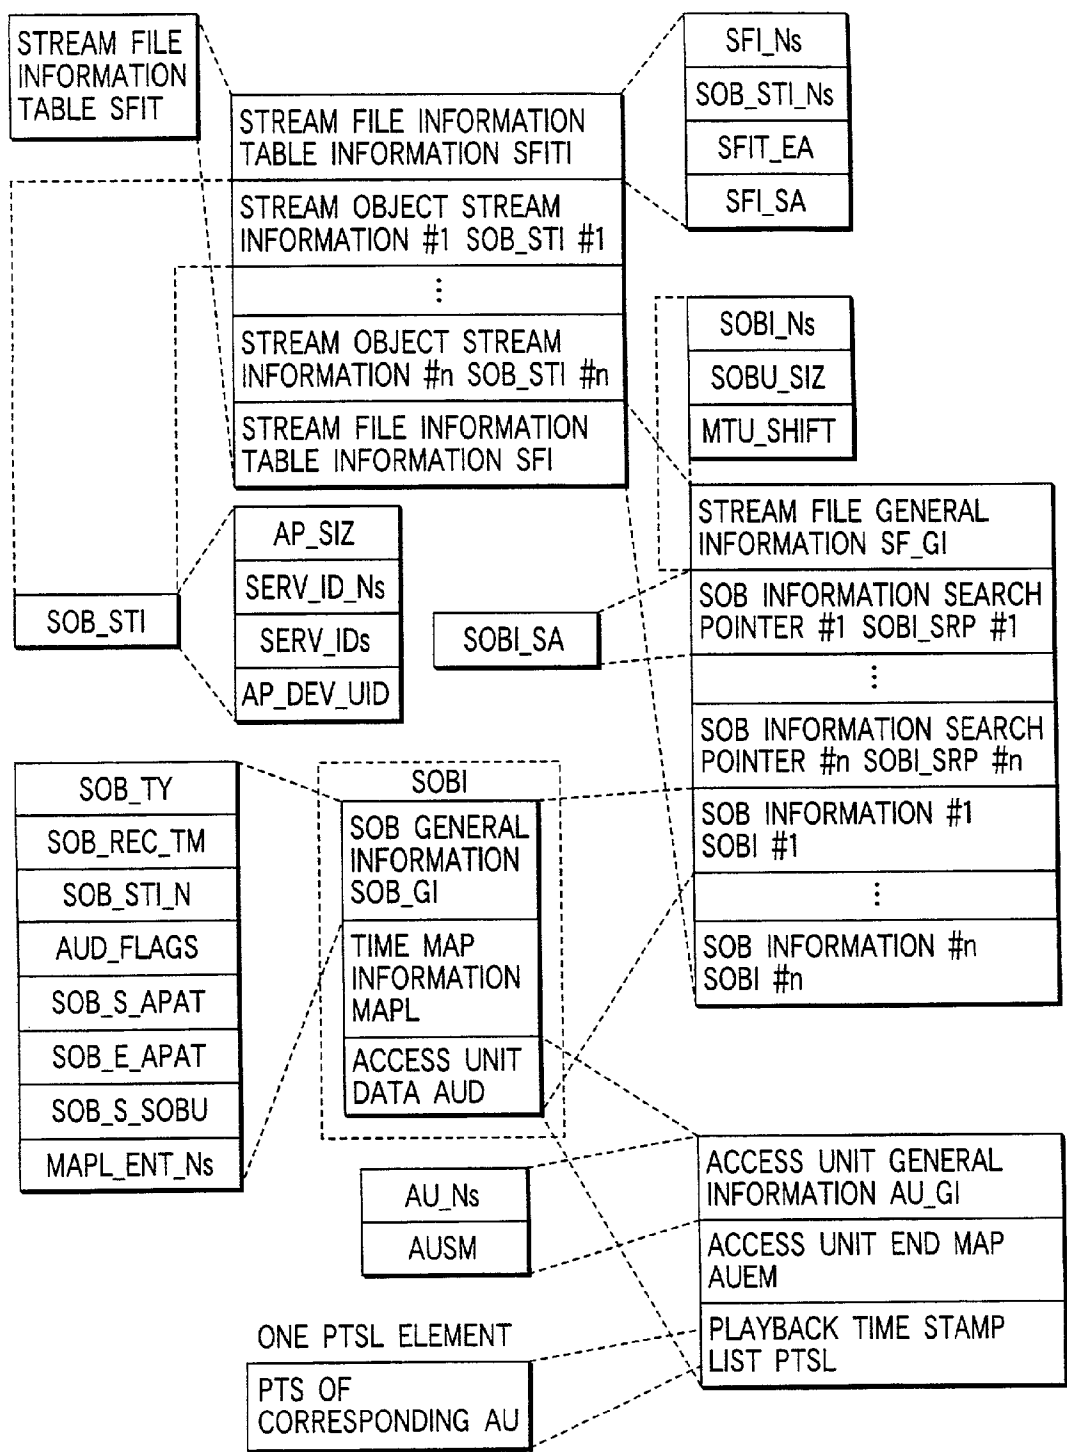 STREAM FILE
INFORMATION
TABLE SFIT
STREAM FILE INFORMATION
TABLE INFORMATION SFITI
STREAM OBJECT STREAM
INFORMATION #1 SOB_STI #1
⋮
STREAM OBJECT STREAM
INFORMATION #n SOB_STI #n
STREAM FILE INFORMATION
TABLE INFORMATION SFI
SFI_Ns
SOB_STI_Ns
SFIT_EA
SFI_SA
SOBI_Ns
SOBU_SIZ
MTU_SHIFT
STREAM FILE GENERAL
INFORMATION SF_GI
SOB INFORMATION SEARCH
POINTER #1 SOBI_SRP #1
⋮
SOB INFORMATION SEARCH
POINTER #n SOBI_SRP #n
SOB INFORMATION #1
SOBI #1
⋮
SOB INFORMATION #n
SOBI #n
SOB_STI
AP_SIZ
SERV_ID_Ns
SERV_IDs
AP_DEV_UID
SOBI_SA
SOB_TY
SOB_REC_TM
SOB_STI_N
AUD_FLAGS
SOB_S_APAT
SOB_E_APAT
SOB_S_SOBU
MAPL_ENT_Ns
SOBI
SOB GENERAL
INFORMATION
SOB_GI
TIME MAP
INFORMATION
MAPL
ACCESS UNIT
DATA AUD
AU_Ns
AUSM
ACCESS UNIT GENERAL
INFORMATION AU_GI
ACCESS UNIT END MAP
AUEM
PLAYBACK TIME STAMP
LIST PTSL
ONE PTSL ELEMENT
PTS OF
CORRESPONDING AU